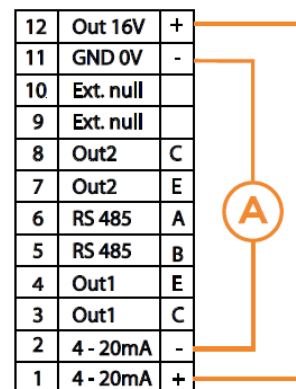 12 Out 16V +
11 GND 0V -
10 Ext. null
9 Ext. null
8 Out2 C
7 Out2 E
6 RS 485 A
5 RS 485 B
4 Out1 E
3 Out1 C
2 4 - 20mA -
1 4 - 20mA +
A